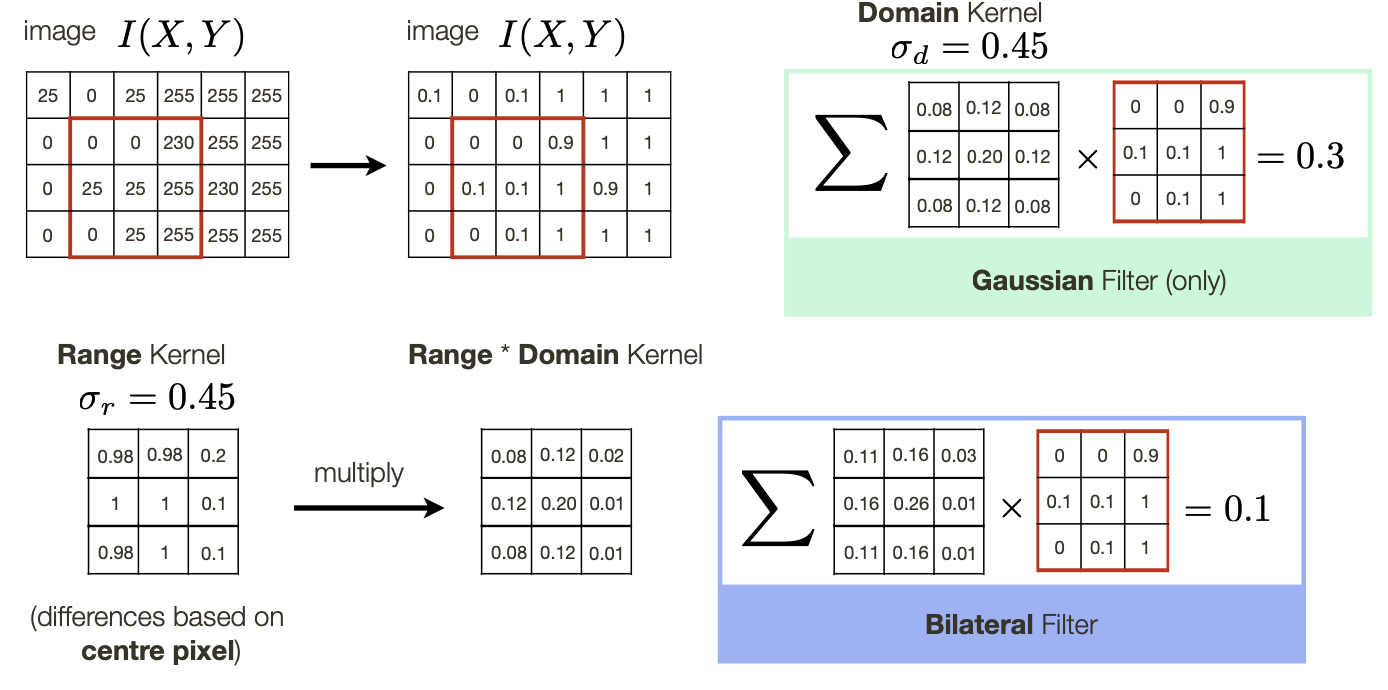 image I(X, Y)
25 0 25 255 255 255
0 0 0 230 255 255
0 25 25 255 230 255
0 0 25 255 255 255
image I(X, Y)
0.1 0 0.1 1 1 1
0 0 0 0.9 1 1
0 0.1 0.1 1 0.9 1
0 0 0.1 1 1 1
Domain Kernel
σd = 0.45
0.08 0.12 0.08
0.12 0.20 0.12
0.08 0.12 0.08
∑ ×
0 0 0.9
0.1 0.1 1
0 0.1 1
= 0.3
Gaussian Filter (only)
Range Kernel
σr = 0.45
0.98 0.98 0.2
1 1 0.1
0.98 1 0.1
(differences based on
centre pixel)
multiply
Range * Domain Kernel
0.08 0.12 0.02
0.12 0.20 0.01
0.08 0.12 0.01
∑ ×
0.11 0.16 0.03
0.16 0.26 0.01
0.11 0.16 0.01
0 0 0.9
0.1 0.1 1
0 0.1 1
= 0.1
Bilateral Filter